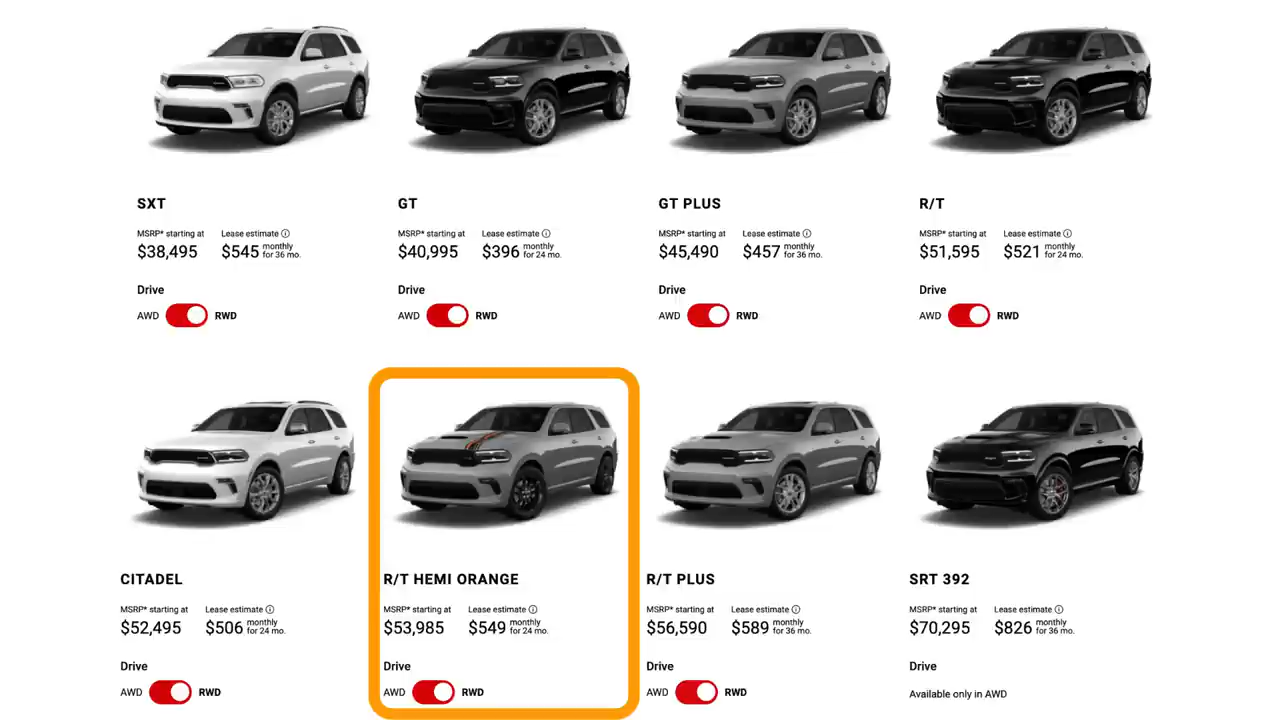 SXT
MSRP* starting at
$38,495
Lease estimate
$545 monthly for 36 mo.
Drive
AWD RWD
GT
MSRP* starting at
$40,995
Lease estimate
$396 monthly for 24 mo.
Drive
AWD RWD
GT PLUS
MSRP* starting at
$45,490
Lease estimate
$457 monthly for 36 mo.
Drive
AWD RWD
R/T
MSRP* starting at
$51,595
Lease estimate
$521 monthly for 24 mo.
Drive
AWD RWD
CITADEL
MSRP* starting at
$52,495
Lease estimate
$506 monthly for 24 mo.
Drive
AWD RWD
R/T HEMI ORANGE
MSRP* starting at
$53,985
Lease estimate
$549 monthly for 24 mo.
Drive
AWD RWD
R/T PLUS
MSRP* starting at
$56,590
Lease estimate
$589 monthly for 36 mo.
Drive
AWD RWD
SRT 392
MSRP* starting at
$70,295
Lease estimate
$826 monthly for 36 mo.
Drive
Available only in AWD